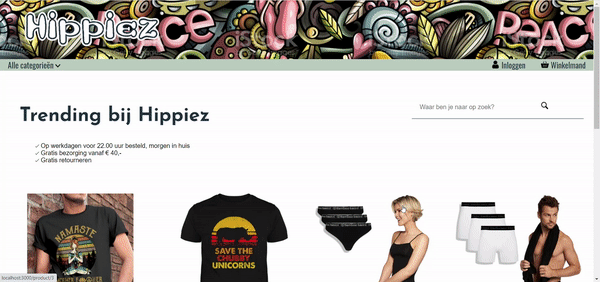 Hippiez
PEACE
Alle categorieën
Inloggen
Winkelmand
Trending bij Hippiez
Waar ben je naar op zoek?
Op werkdagen voor 22.00 uur besteld, morgen in huis
Gratis bezorging vanaf € 40,-
Gratis retourneren
NAMASTE
SAVE THE
CHUBBY
UNICORNS
localhost:3000/product/3